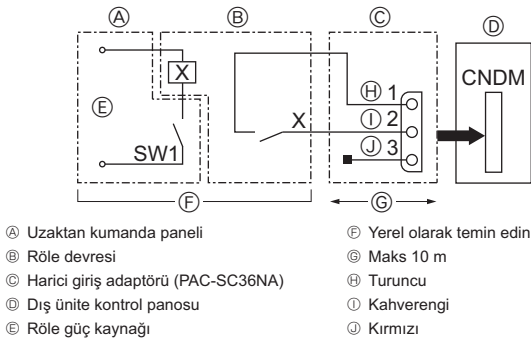 Ⓐ Ⓑ Ⓒ Ⓓ
X
CNDM
Ⓔ
Ⓗ 1
X Ⓘ 2
SW1
Ⓙ 3
Ⓕ Ⓖ
Ⓐ Uzaktan kumanda paneli
Ⓑ Röle devresi
Ⓒ Harici giriş adaptörü (PAC-SC36NA)
Ⓓ Dış ünite kontrol panosu
Ⓔ Röle güç kaynağı
Ⓕ Yerel olarak temin edin
Ⓖ Maks 10 m
Ⓗ Turuncu
Ⓘ Kahverengi
Ⓙ Kırmızı